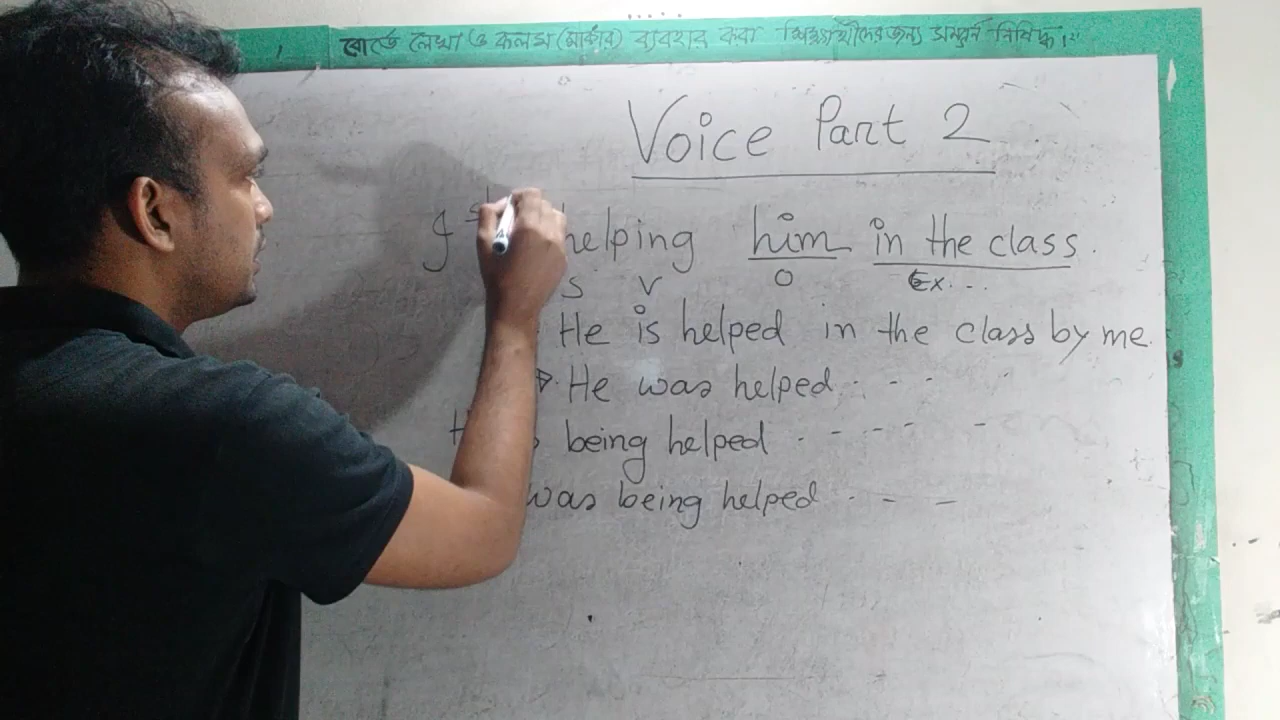 বোর্ডে লেখা ও কলম (মার্কার) ব্যবহার করা শিক্ষার্থীদের জন্য সম্পূর্ন নিষিদ্ধ।
Voice Part 2
I helping him in the class.
S V O Ex...
He is helped in the class by me.
He was helped . - - -
being helped . - - - -
was being helped . - -